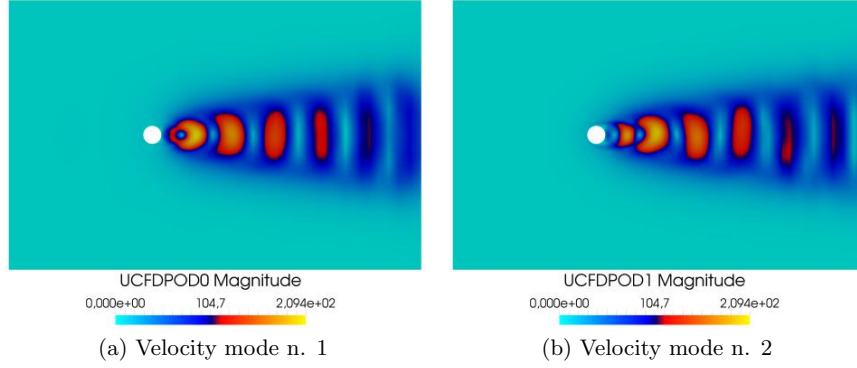 UCFDPOD0 Magnitude
0,000e+00 104,7 2,094e+02
(a) Velocity mode n. 1
UCFDPOD1 Magnitude
0,000e+00 104,7 2,094e+02
(b) Velocity mode n. 2